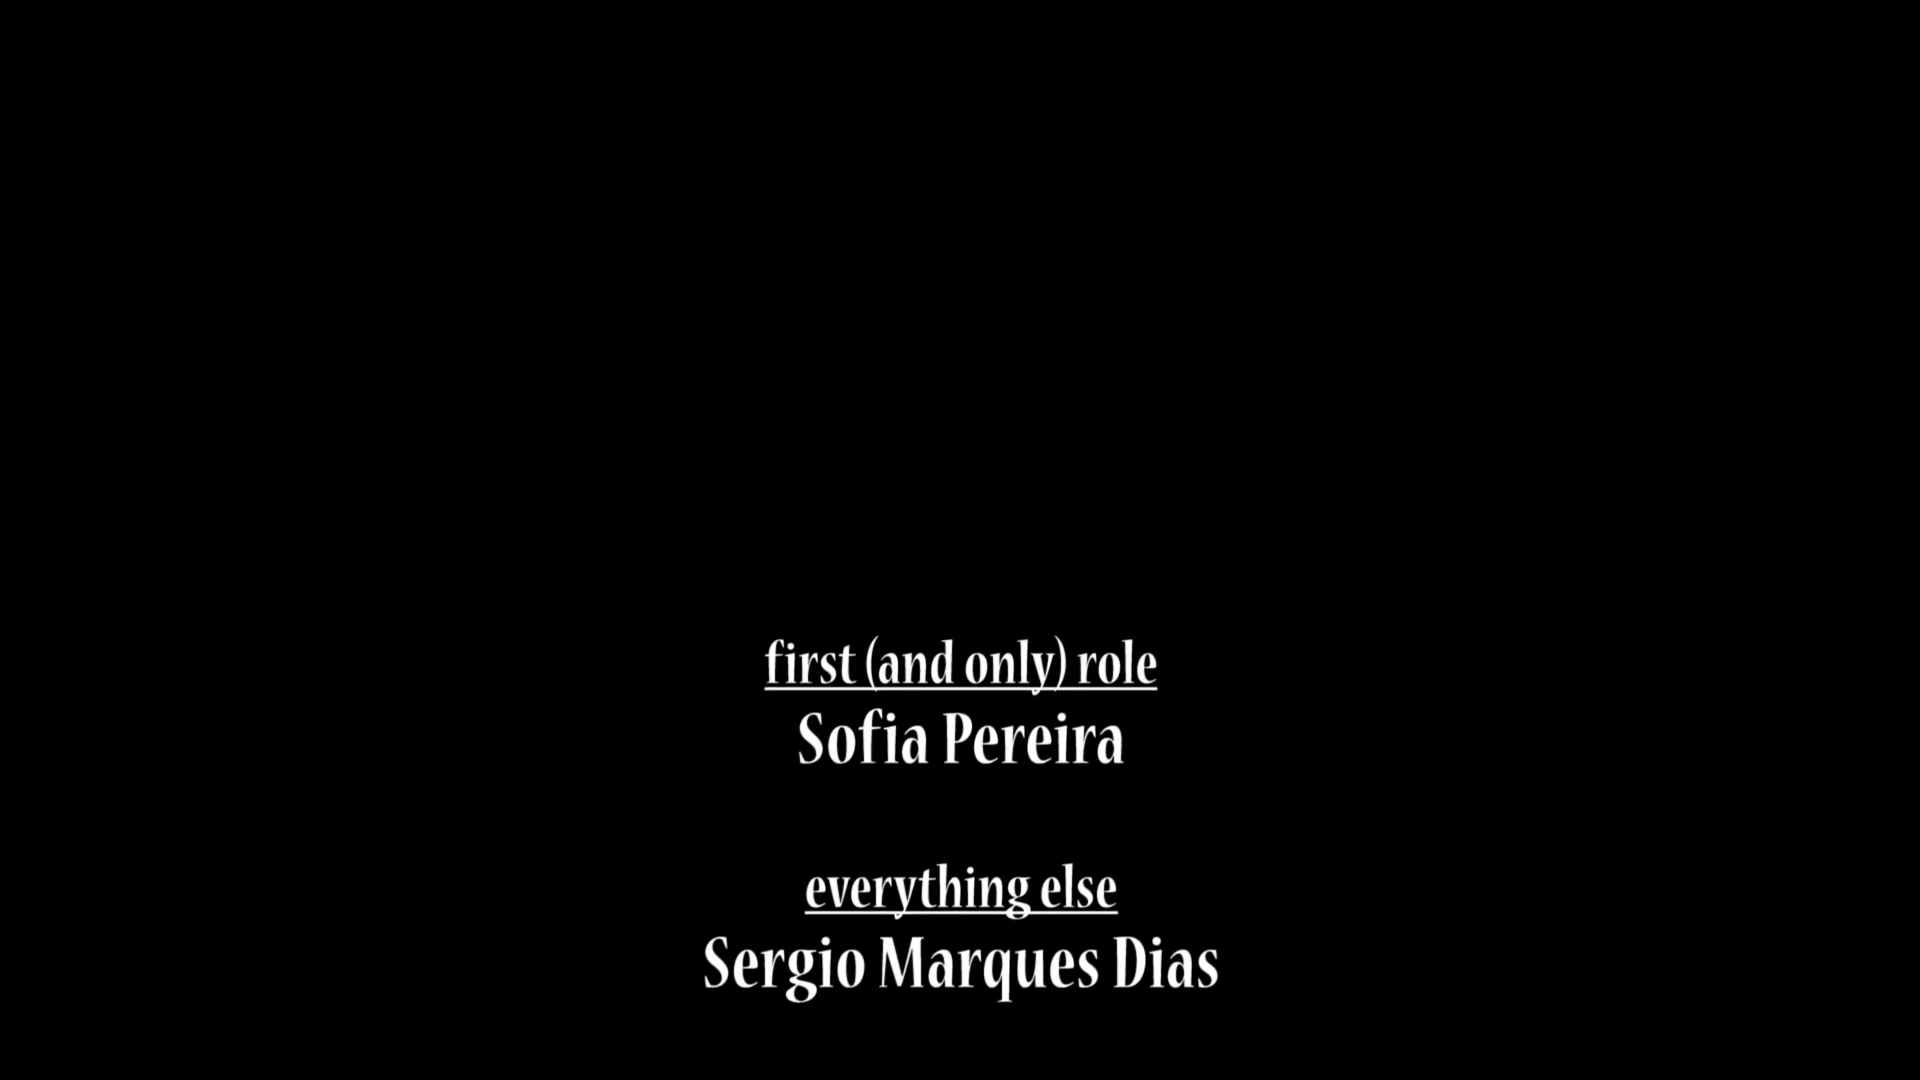 first (and only) role
Sofia Pereira
everything else
Sergio Marques Dias